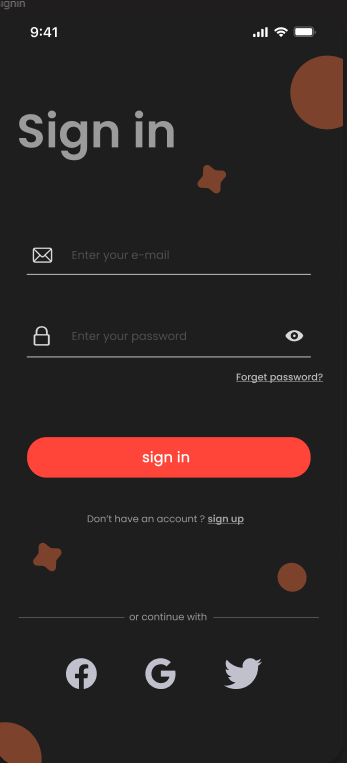 signin
9:41
Sign in
Enter your e-mail
Enter your password
Forget password?
sign in
Don't have an account ? sign up
or continue with